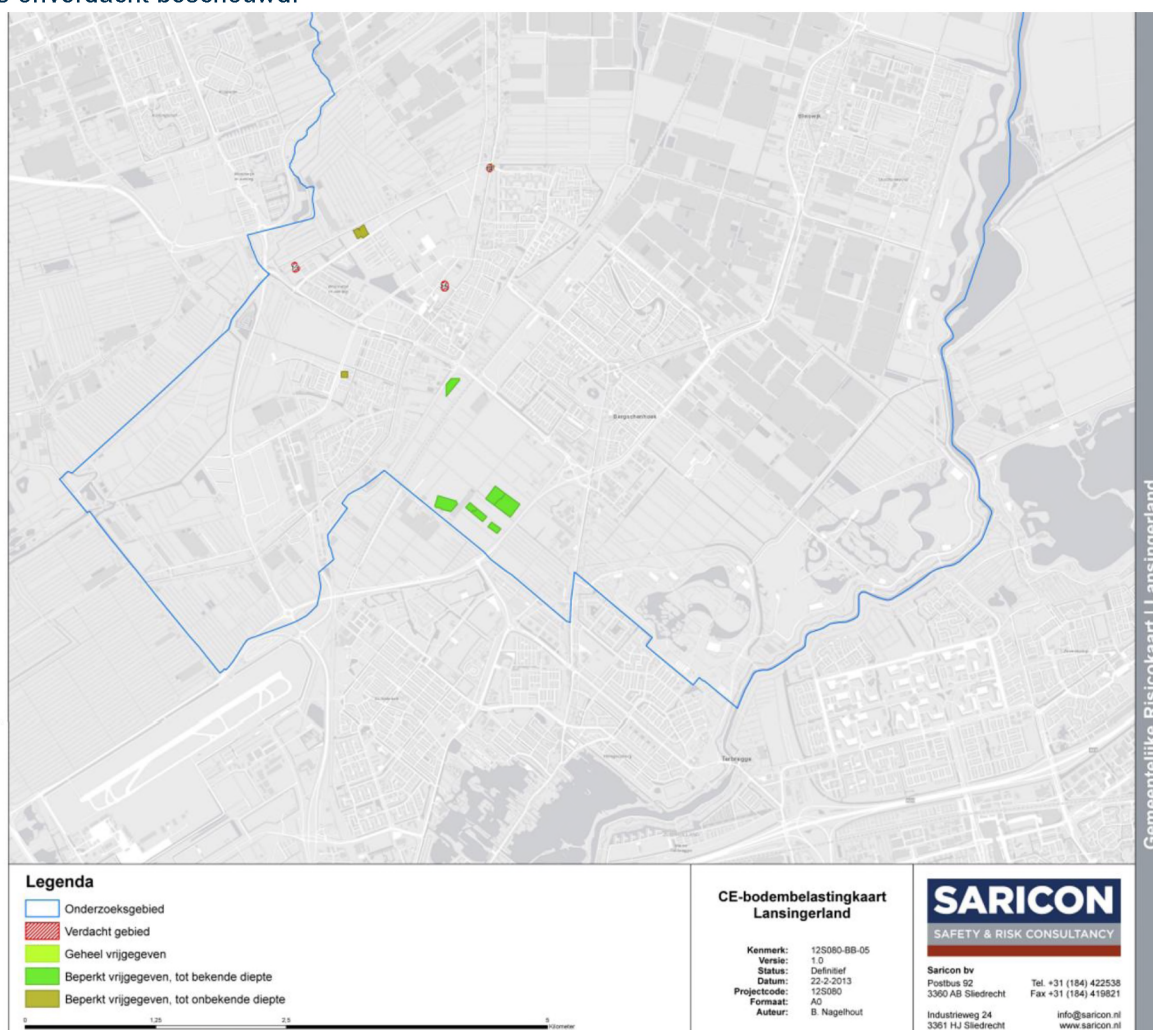 Gemeentelijke Risicokaart | Lansingerland
Bleiswijk
Bergschenhoek
Terbregge
Legenda
Onderzoeksgebied
Verdacht gebied
Geheel vrijgegeven
Beperkt vrijgegeven, tot bekende diepte
Beperkt vrijgegeven, tot onbekende diepte
0 1,25 2,5 5
Kilometer
CE-bodembelastingkaart
Lansingerland
Kenmerk: 12S080-BB-05
Versie: 1.0
Status: Definitief
Datum: 22-2-2013
Projectcode: 12S080
Formaat: A0
Auteur: B. Nagelhout
SARICON
SAFETY & RISK CONSULTANCY
Saricon bv
Postbus 92 Tel. +31 (184) 422538
3360 AB Sliedrecht Fax +31 (184) 419821
Industrieweg 24 info@saricon.nl
3361 HJ Sliedrecht www.saricon.nl